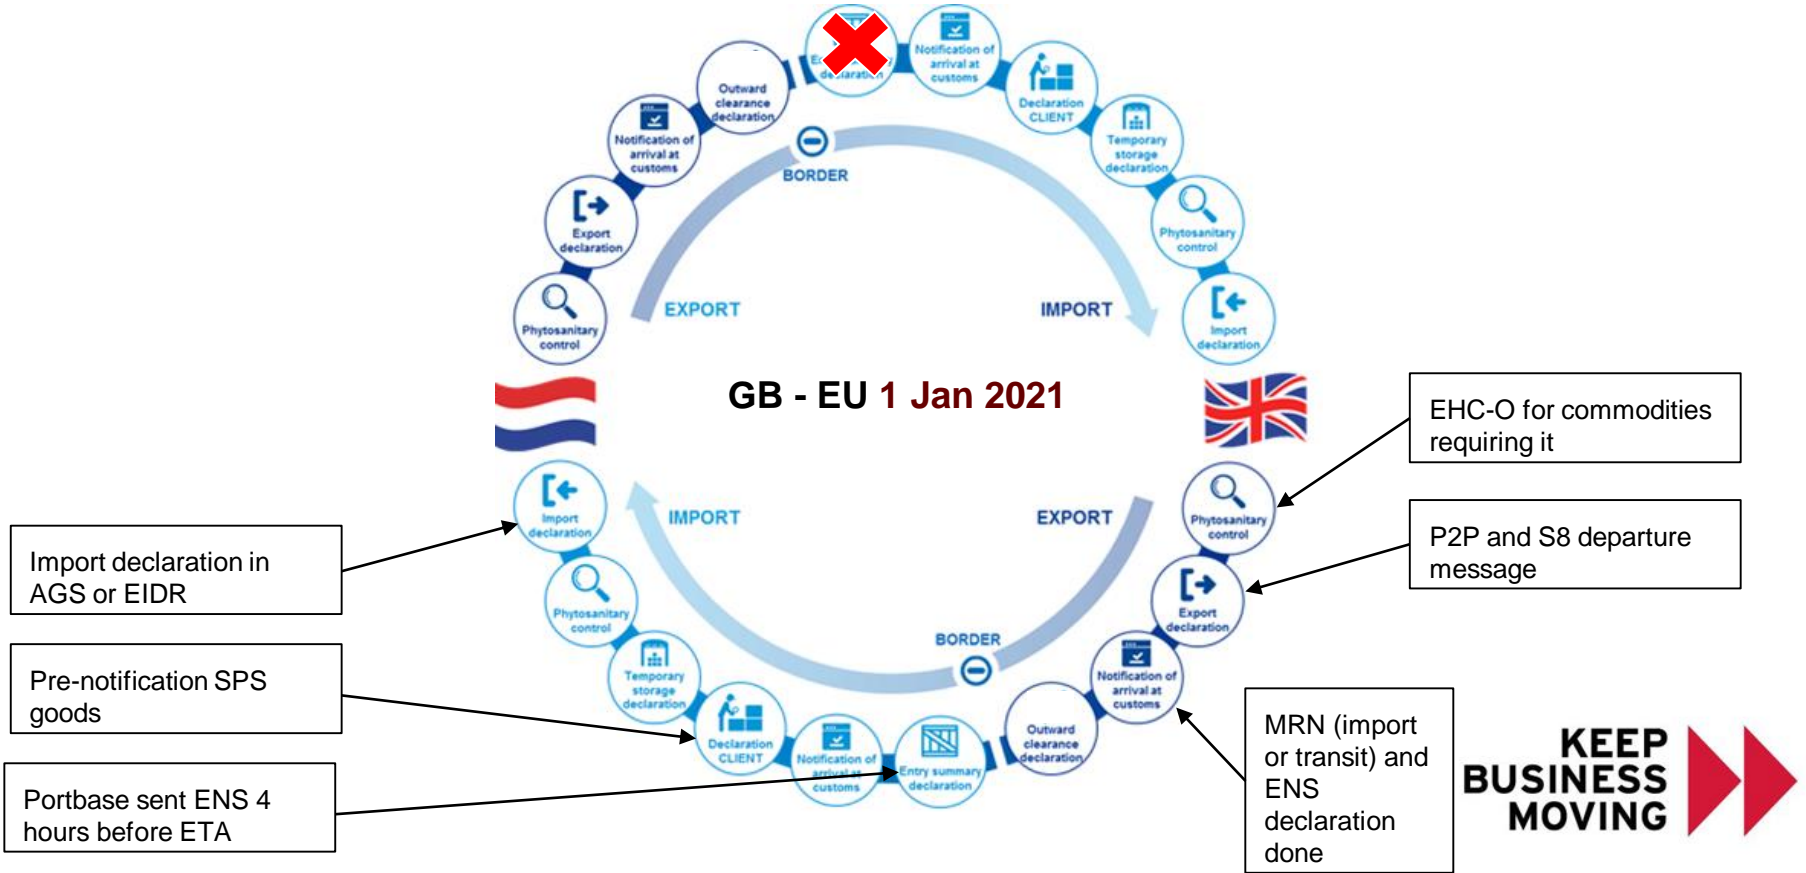 declaration
Notification of
arrival at
customs
Declaration
CLIENT
Temporary
storage
declaration
Phytosanitary
control
Import
declaration
Outward
clearance
declaration
Notification of
arrival at
customs
Export
declaration
Phytosanitary
control
BORDER
EXPORT
IMPORT
GB - EU 1 Jan 2021
EHC-O for commodities
requiring it
P2P and S8 departure
message
Phytosanitary
control
Export
declaration
Notification of
arrival at
customs
Outward
clearance
declaration
MRN (import
or transit) and
ENS
declaration
done
EXPORT
BORDER
IMPORT
Entry summary
declaration
Notification of
arrival at
customs
Declaration
CLIENT
Temporary
storage
declaration
Phytosanitary
control
Import
declaration
Import declaration in
AGS or EIDR
Pre-notification SPS
goods
Portbase sent ENS 4
hours before ETA
KEEP
BUSINESS
MOVING